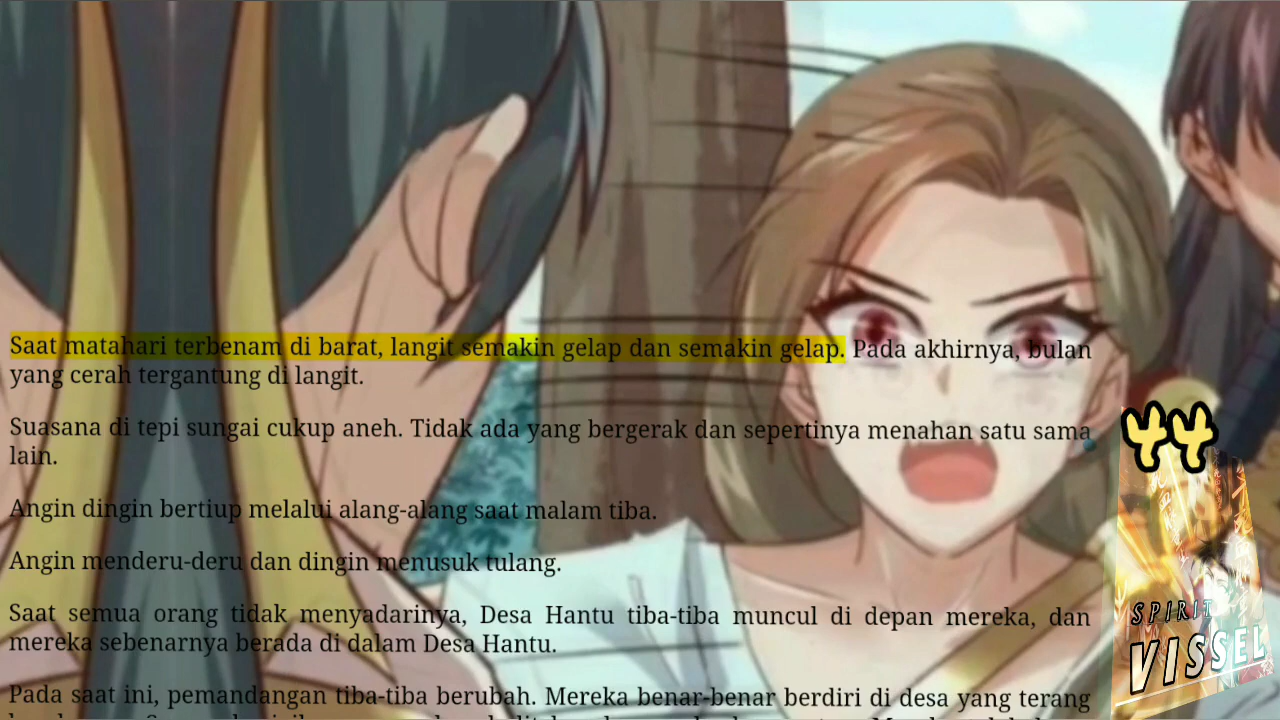 Saat matahari terbenam di barat, langit semakin gelap dan semakin gelap. Pada akhirnya, bulan
yang cerah tergantung di langit.
Suasana di tepi sungai cukup aneh. Tidak ada yang bergerak dan sepertinya menahan satu sama
lain.
Angin dingin bertiup melalui alang-alang saat malam tiba.
Angin menderu-deru dan dingin menusuk tulang.
Saat semua orang tidak menyadarinya, Desa Hantu tiba-tiba muncul di depan mereka, dan
mereka sebenarnya berada di dalam Desa Hantu.
Pada saat ini, pemandangan tiba-tiba berubah. Mereka benar-benar berdiri di desa yang terang
44
SPIRIT
VISSEL